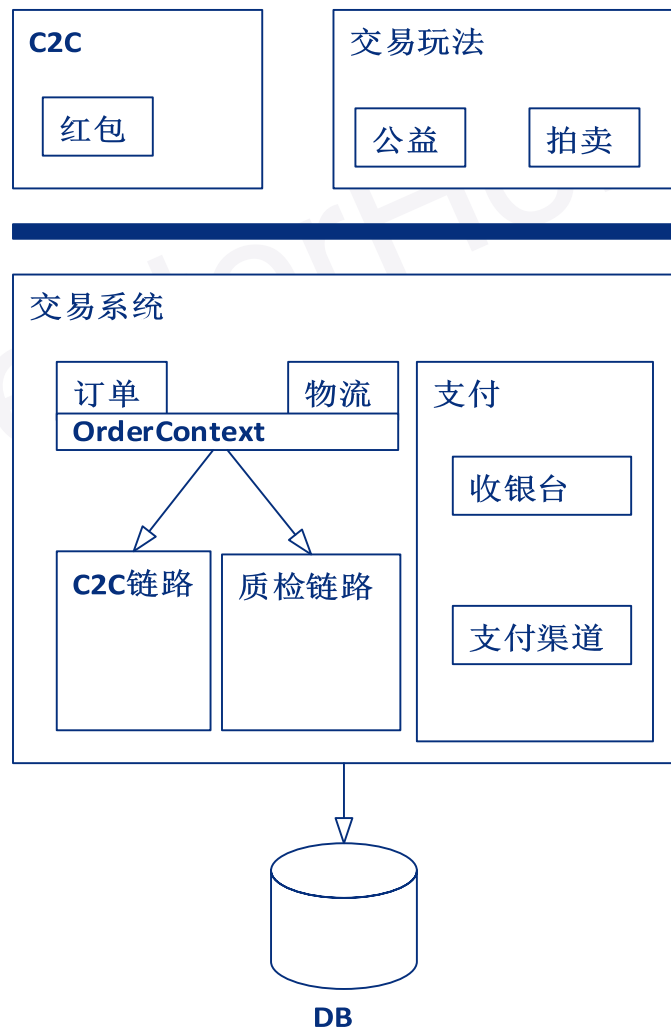 C2C
红包
交易玩法
公益
拍卖
交易系统
订单
物流
OrderContext
C2C链路
质检链路
支付
收银台
支付渠道
DB